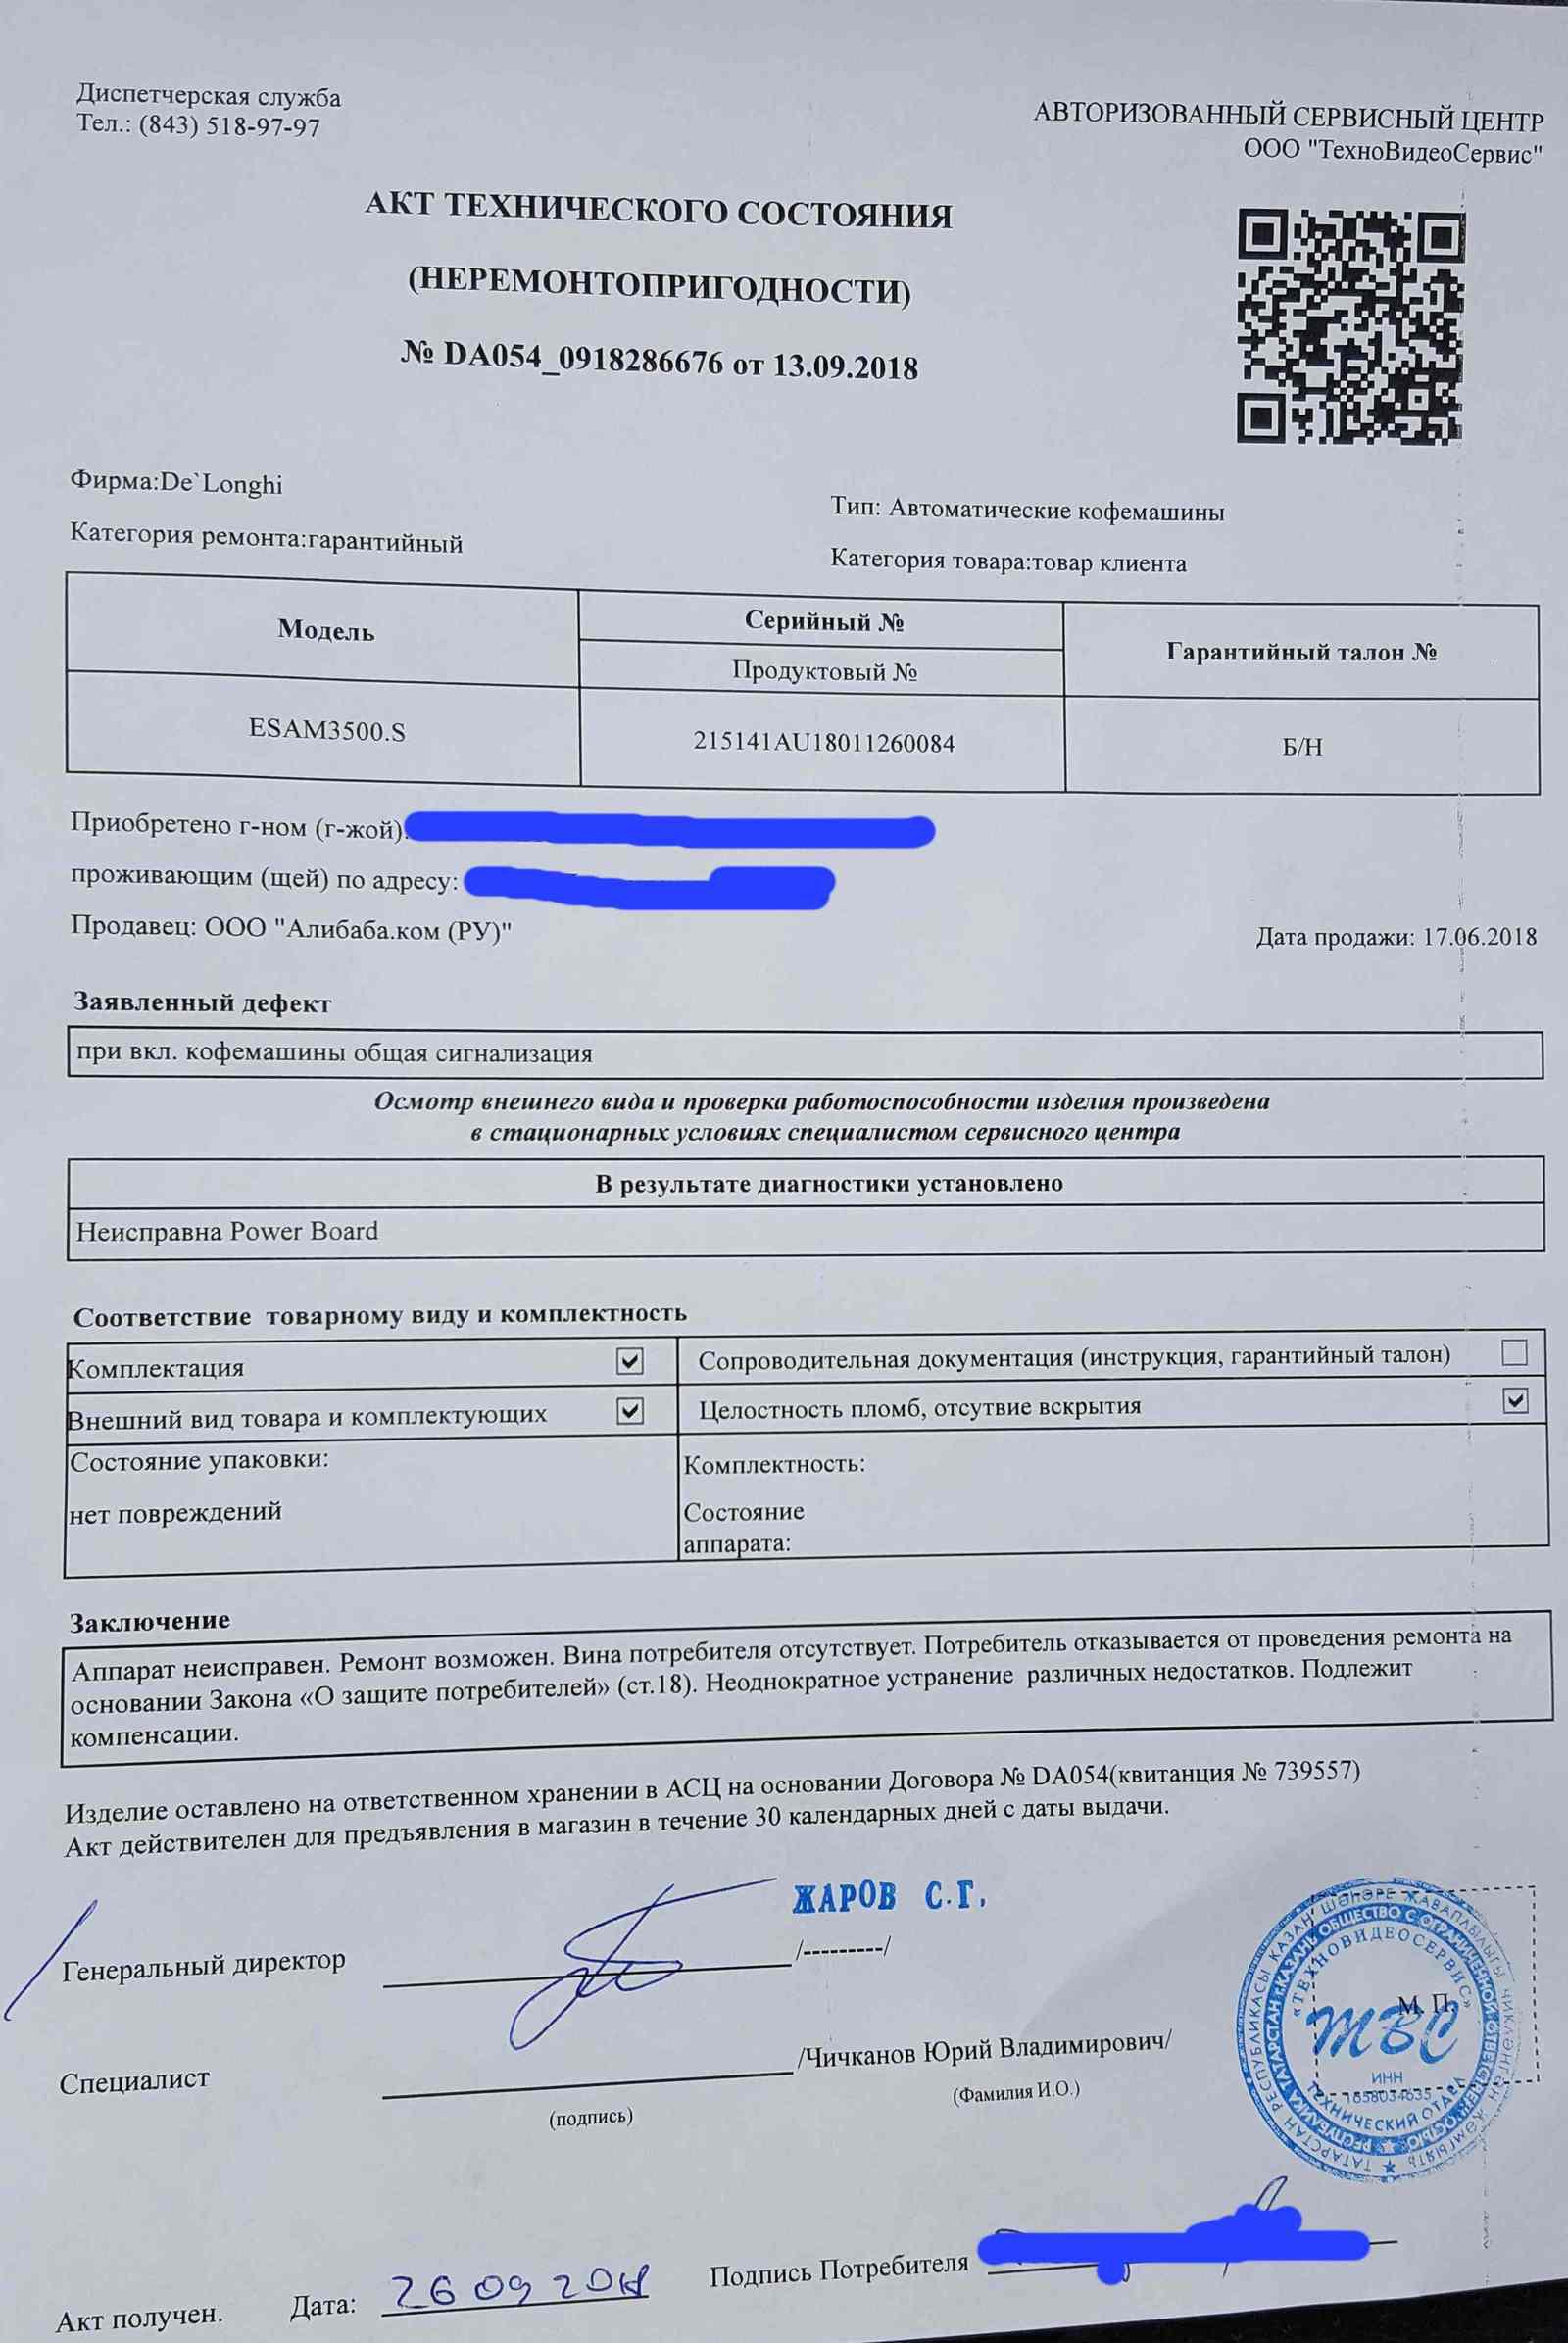 Диспетчерская служба
Тел.: (843) 518-97-97
АВТОРИЗОВАННЫЙ СЕРВИСНЫЙ ЦЕНТР
ООО "ТехноВидеоСервис"
АКТ ТЕХНИЧЕСКОГО СОСТОЯНИЯ
(НЕРЕМОНТОПРИГОДНОСТИ)
№ DA054_0918286676 от 13.09.2018
Фирма:De`Longhi
Тип: Автоматические кофемашины
Категория ремонта:гарантийный
Категория товара:товар клиента
Модель
Серийный №
Продуктовый №
Гарантийный талон №
ESAM3500.S
215141AU18011260084
Б/Н
Приобретено г-ном (г-жой)
проживающим (щей) по адресу:
Продавец: ООО "Алибаба.ком (РУ)"
Дата продажи: 17.06.2018
Заявленный дефект
при вкл. кофемашины общая сигнализация
Осмотр внешнего вида и проверка работоспособности изделия произведена
в стационарных условиях специалистом сервисного центра
В результате диагностики установлено
Неисправна Power Board
Соответствие товарному виду и комплектность
Комплектация
Сопроводительная документация (инструкция, гарантийный талон)
Внешний вид товара и комплектующих
Целостность пломб, отсутвие вскрытия
Состояние упаковки:
нет повреждений
Комплектность:
Состояние
аппарата:
Заключение
Аппарат неисправен. Ремонт возможен. Вина потребителя отсутствует. Потребитель отказывается от проведения ремонта на
основании Закона «О защите потребителей» (ст.18). Неоднократное устранение различных недостатков. Подлежит
компенсации.
Изделие оставлено на ответственном хранении в АСЦ на основании Договора № DA054(квитанция № 739557)
Акт действителен для предъявления в магазин в течение 30 календарных дней с даты выдачи.
ЖАРОВ С.Г.
Генеральный директор
/---------/
Специалист
/Чичканов Юрий Владимирович/
(подпись)
(Фамилия И.О.)
М. П.
ТАТАРСТАН РЕСПУБЛИКАСЫ КАЗАН ШӘҺӘРЕ ҖАВАПЛЫЛЫГЫ ЧИКЛӘНГӘН ҖӘМГЫЯТЬ
РЕСПУБЛИКА ТАТАРСТАН г.КАЗАНЬ ОБЩЕСТВО С ОГРАНИЧЕННОЙ ОТВЕТСТВЕННОСТЬЮ
«ТЕХНОВИДЕОСЕРВИС»
ТВС
ИНН
1658034635
ТЕХНИЧЕСКИЙ ОТДЕЛ
Акт получен.
Дата:
26 09 2018
Подпись Потребителя